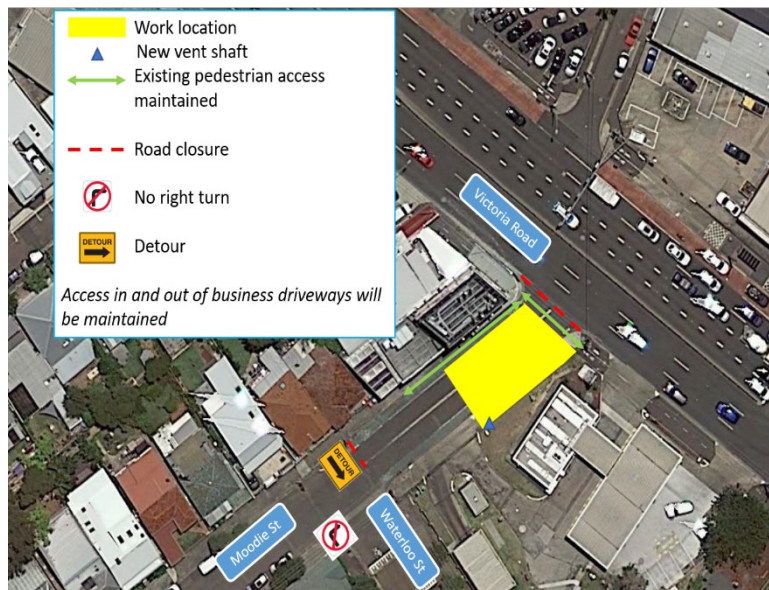 Work location
New vent shaft
Existing pedestrian access
maintained
Road closure
No right turn
DETOUR
Detour
Access in and out of business driveways will
be maintained
Victoria Road
DETOUR
Moodie St
Waterloo St